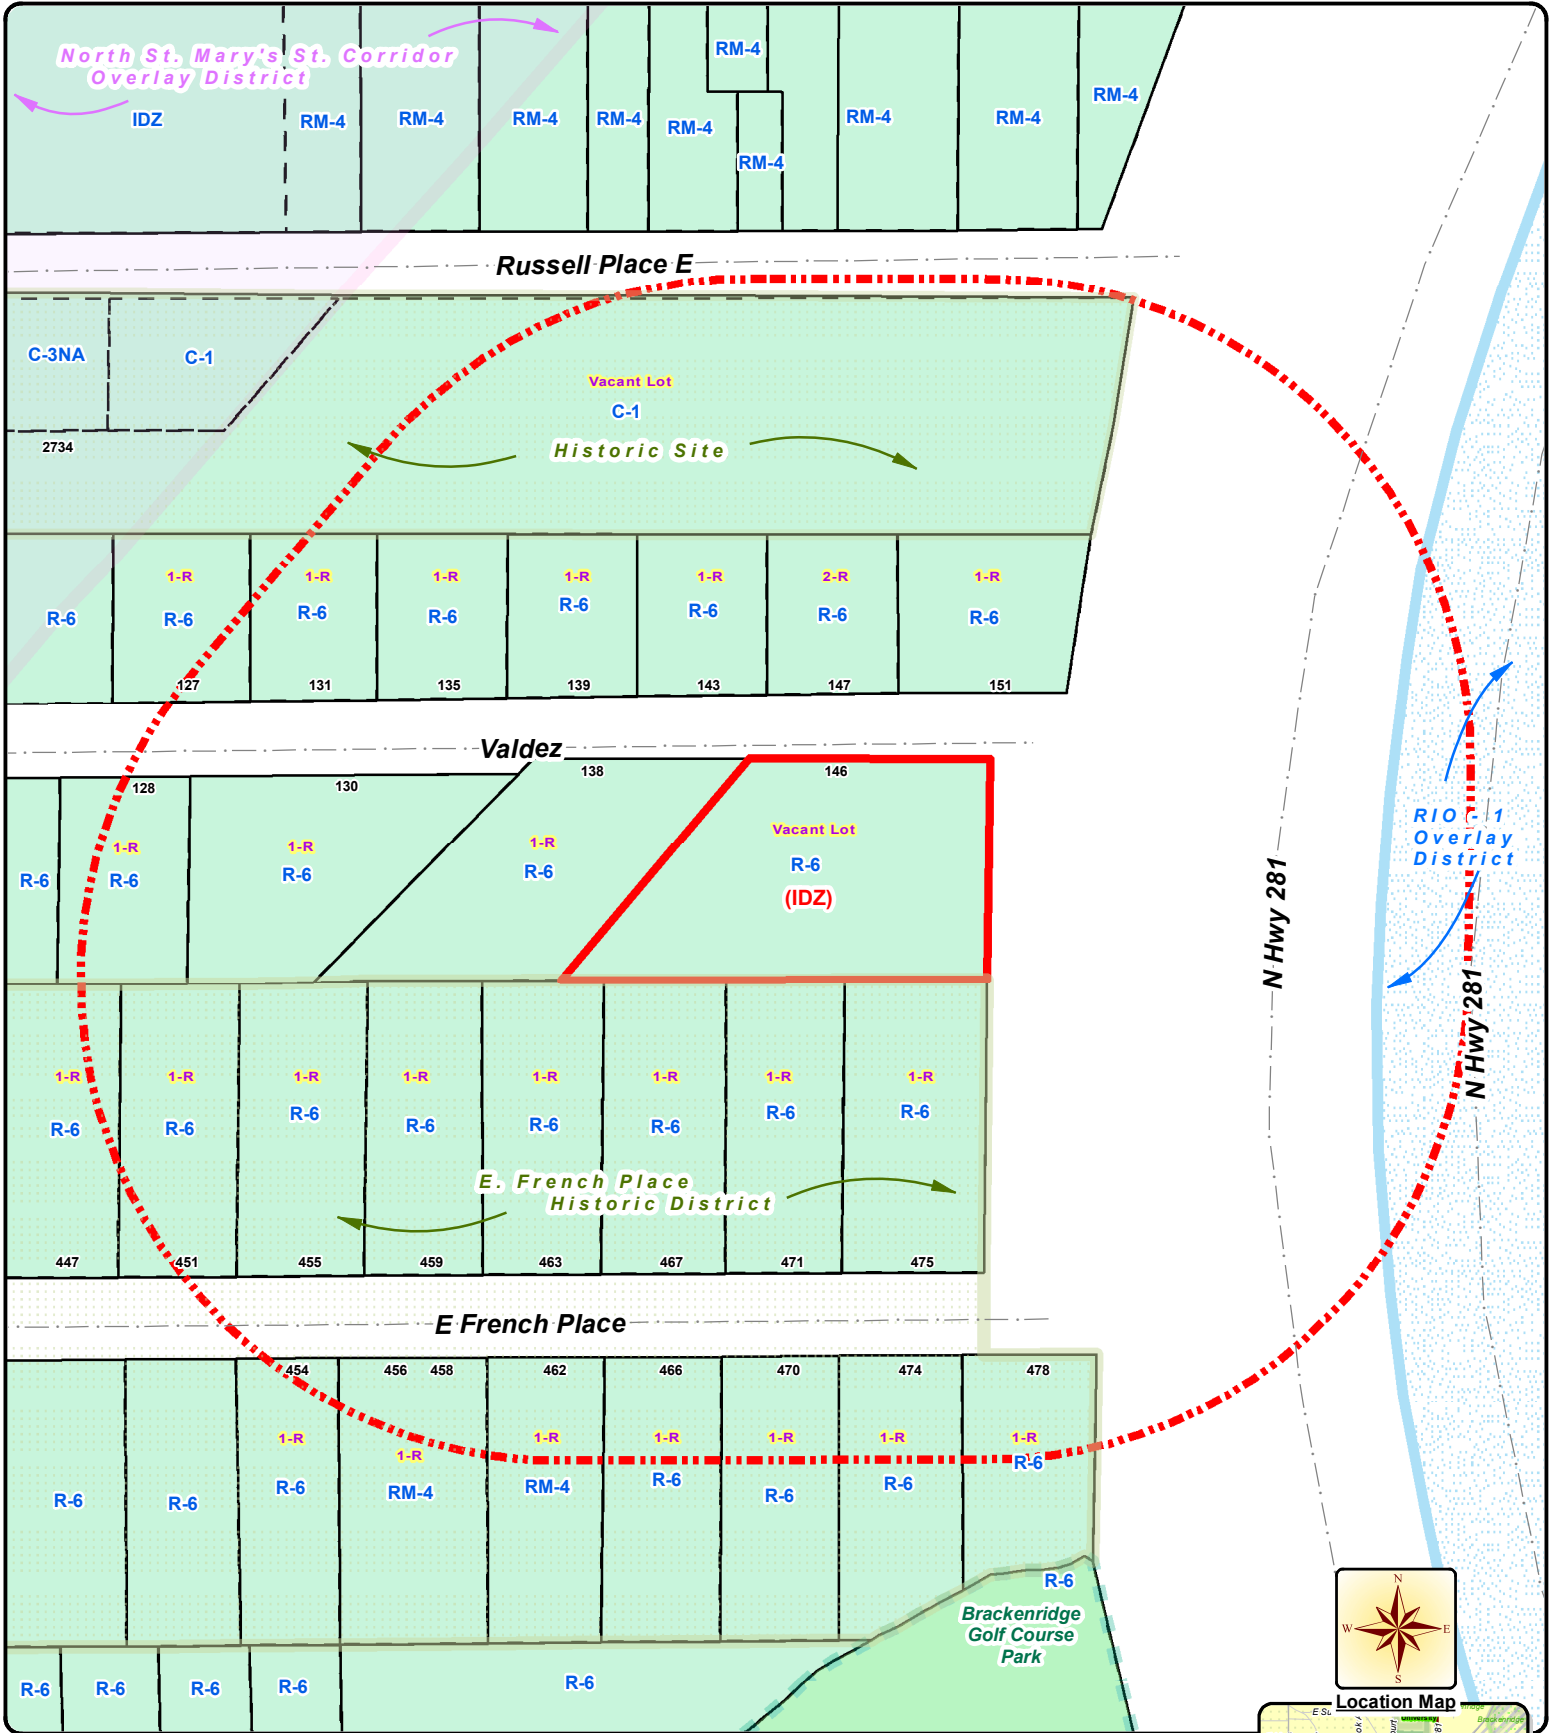 North St. Mary's St. Corridor
Overlay District
IDZ
RM-4
RM-4
RM-4
RM-4
RM-4
RM-4
RM-4
RM-4
RM-4
RM-4
Russell Place E
C-3NA
C-1
2734
Vacant Lot
C-1
Historic Site
R-6
1-R
R-6
127
1-R
R-6
131
1-R
R-6
135
1-R
R-6
139
1-R
R-6
143
2-R
R-6
147
1-R
R-6
151
Valdez
R-6
128
1-R
R-6
130
1-R
R-6
138
1-R
R-6
146
Vacant Lot
R-6
(IDZ)
N Hwy 281
RIO - 1
Overlay
District
N Hwy 281
1-R
R-6
447
1-R
R-6
451
1-R
R-6
455
1-R
R-6
459
1-R
R-6
463
1-R
R-6
467
1-R
R-6
471
1-R
R-6
475
E. French Place
Historic District
E French Place
R-6
R-6
454
1-R
R-6
456 458
1-R
RM-4
462
1-R
RM-4
466
1-R
R-6
470
1-R
R-6
474
1-R
R-6
478
1-R
R-6
R-6
Brackenridge
Golf Course
Park
R-6
R-6
R-6
R-6
R-6
N
W
E
S
Location Map
Brackenridge